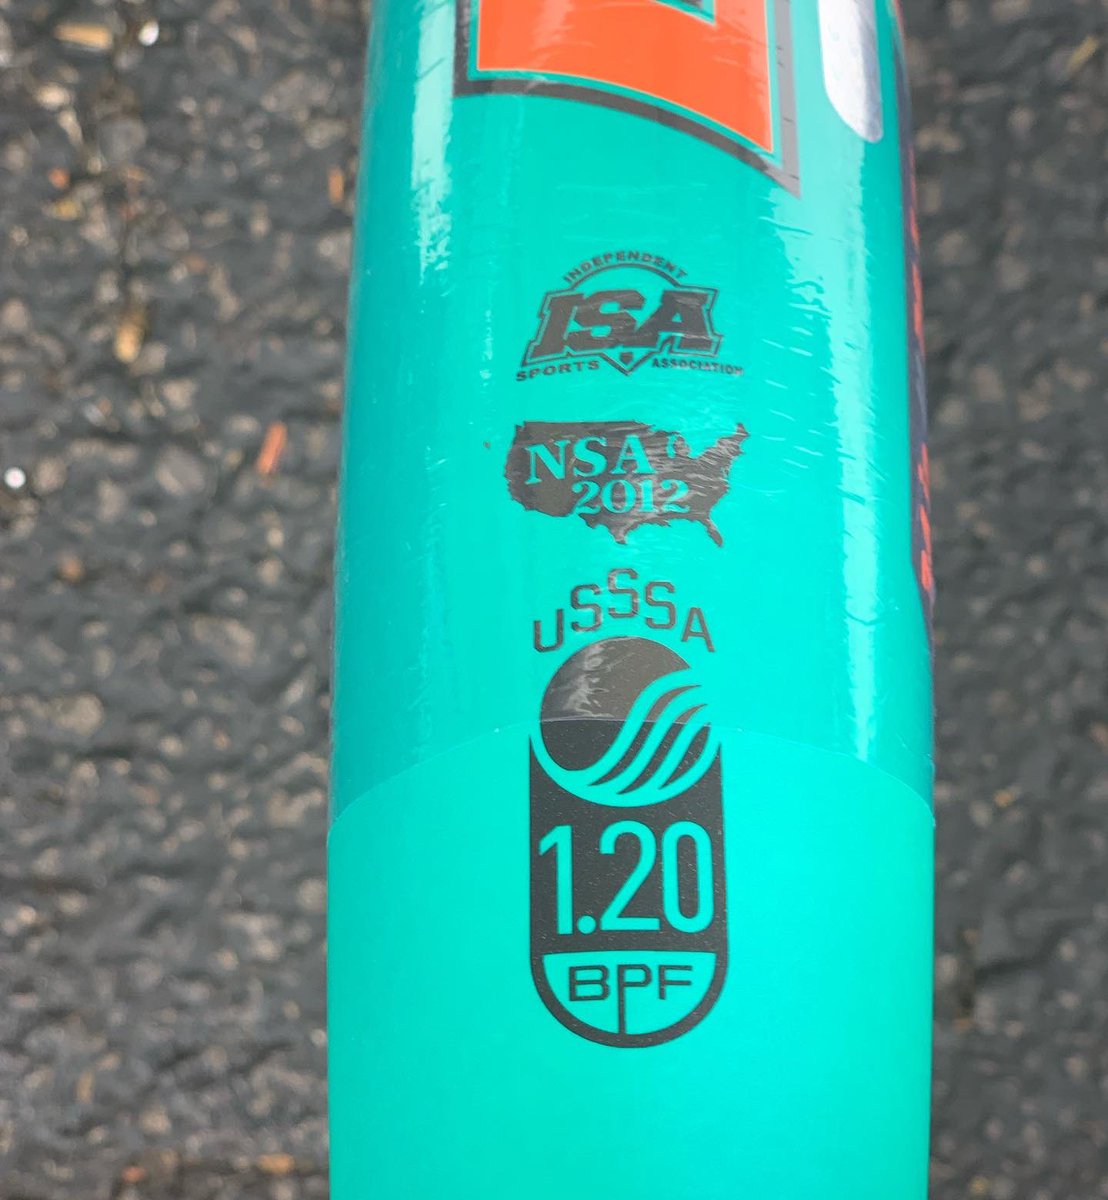 INDEPENDENT
ISA
SPORTS ASSOCIATION
NSA
2012
USSSA
1.20
BPF